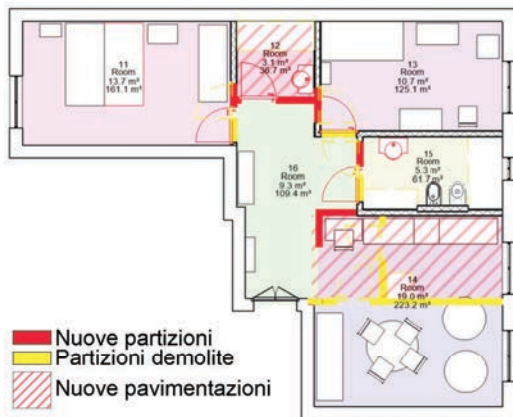 11
Room
13.7 m²
161.1 m³
12
Room
3.1 m²
36.7 m³
13
Room
10.7 m²
125.1 m³
15
Room
5.3 m²
61.7 m³
16
Room
9.3 m²
109.4 m³
14
Room
19.0 m²
223.2 m³
Nuove partizioni
Partizioni demolite
Nuove pavimentazioni